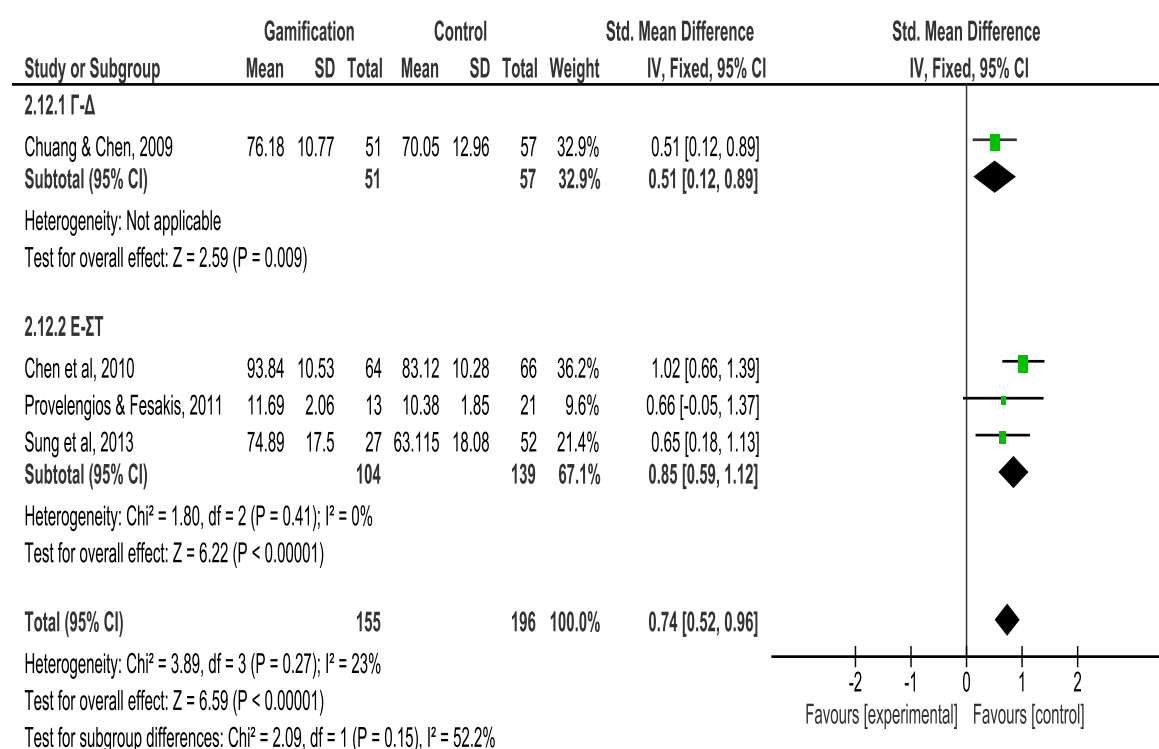 Gamification Control Std. Mean Difference Std. Mean Difference
Study or Subgroup Mean SD Total Mean SD Total Weight IV, Fixed, 95% CI IV, Fixed, 95% CI
2.12.1 Γ-Δ
Chuang & Chen, 2009 76.18 10.77 51 70.05 12.96 57 32.9% 0.51 [0.12, 0.89]
Subtotal (95% CI) 51 57 32.9% 0.51 [0.12, 0.89]
Heterogeneity: Not applicable
Test for overall effect: Z = 2.59 (P = 0.009)
2.12.2 Ε-ΣΤ
Chen et al, 2010 93.84 10.53 64 83.12 10.28 66 36.2% 1.02 [0.66, 1.39]
Provelengios & Fesakis, 2011 11.69 2.06 13 10.38 1.85 21 9.6% 0.66 [-0.05, 1.37]
Sung et al, 2013 74.89 17.5 27 63.115 18.08 52 21.4% 0.65 [0.18, 1.13]
Subtotal (95% CI) 104 139 67.1% 0.85 [0.59, 1.12]
Heterogeneity: Chi² = 1.80, df = 2 (P = 0.41); I² = 0%
Test for overall effect: Z = 6.22 (P < 0.00001)
Total (95% CI) 155 196 100.0% 0.74 [0.52, 0.96]
Heterogeneity: Chi² = 3.89, df = 3 (P = 0.27); I² = 23%
Test for overall effect: Z = 6.59 (P < 0.00001)
Test for subgroup differences: Chi² = 2.09, df = 1 (P = 0.15), I² = 52.2%
-2 -1 0 1 2
Favours [experimental] Favours [control]